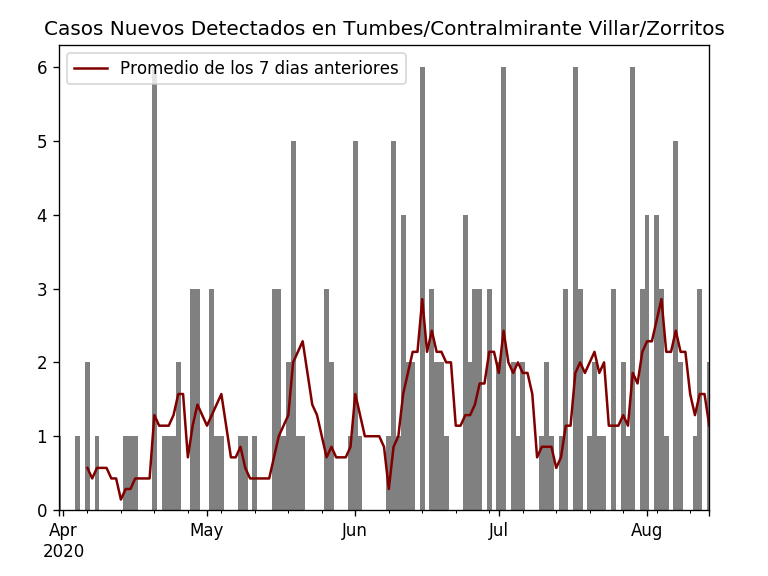 Casos Nuevos Detectados en Tumbes/Contralmirante Villar/Zorritos
Promedio de los 7 dias anteriores
6
5
4
3
2
1
0
Apr May Jun Jul Aug
2020